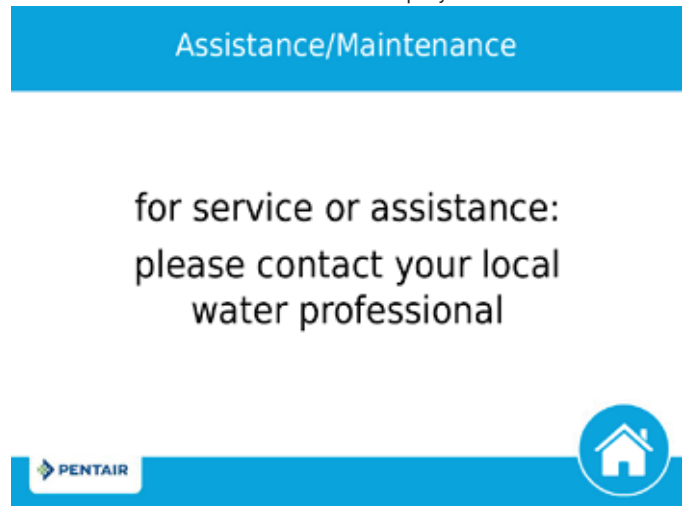 Assistance/Maintenance
for service or assistance:
please contact your local
water professional
PENTAIR